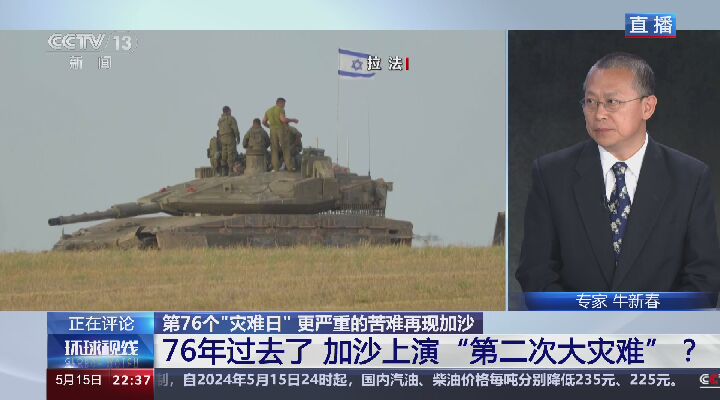 CCTV 13
新闻
直播
拉法
专家 牛新春
正在评论
第76个"灾难日" 更严重的苦难再现加沙
环球视线
76年过去了 加沙上演“第二次大灾难”？
5月15日 22:37 制，自2024年5月15日24时起，国内汽油、柴油价格每吨分别降低235元、225元。